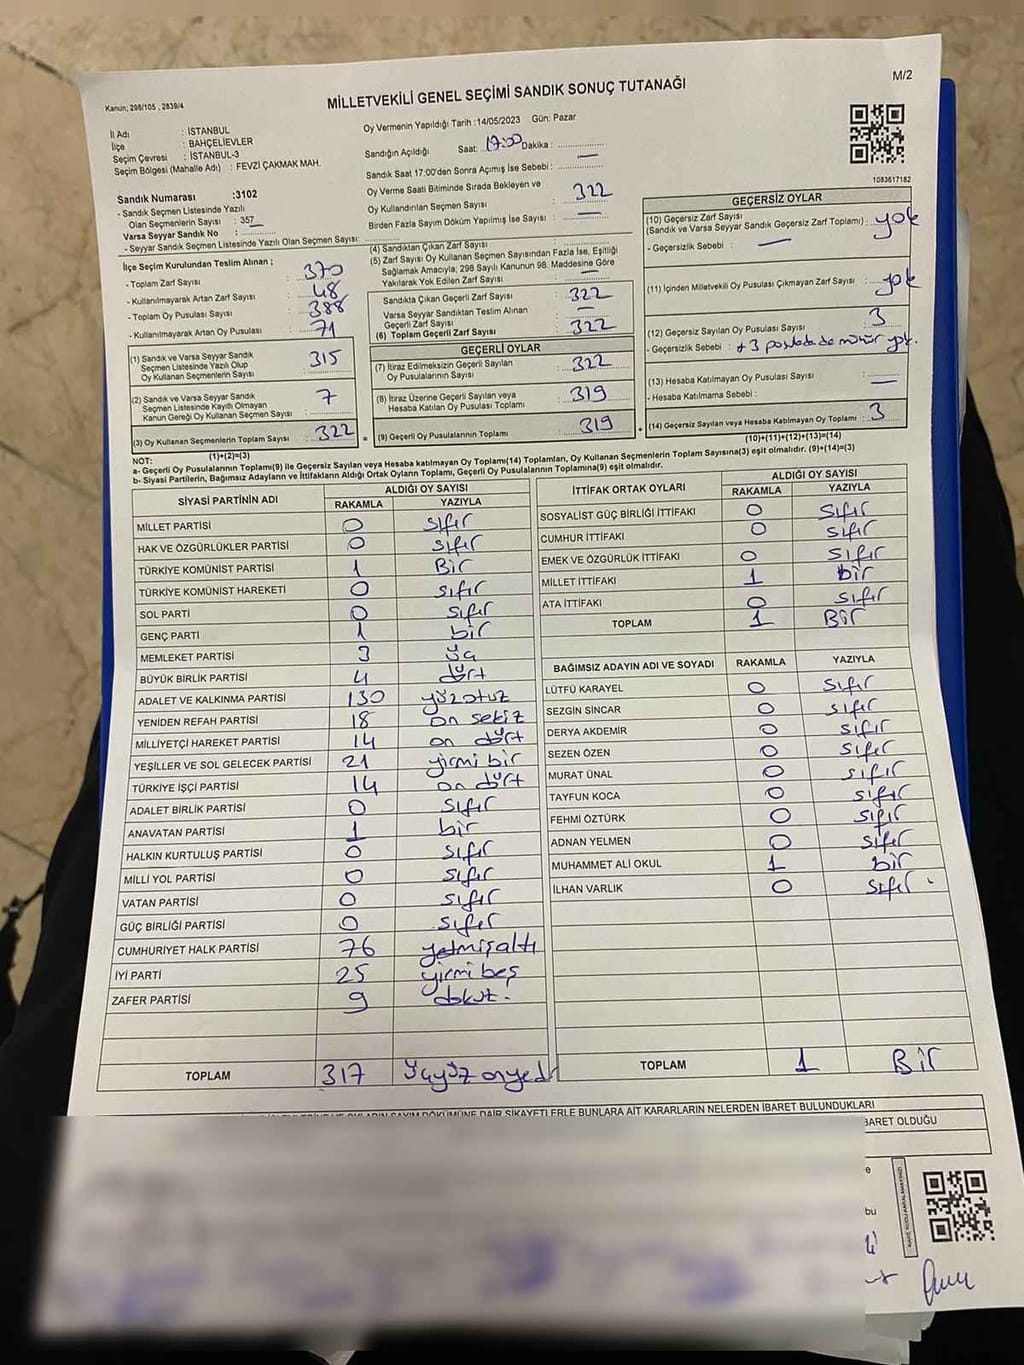 M/2
Kanun; 298/105 , 2839/4
MİLLETVEKİLİ GENEL SEÇİMİ SANDIK SONUÇ TUTANAĞI
İl Adı : İSTANBUL
İlçe : BAHÇELİEVLER
Seçim Çevresi : İSTANBUL-3
Seçim Bölgesi (Mahalle Adı) : FEVZİ ÇAKMAK MAH.
Sandık Numarası :3102
- Sandık Seçmen Listesinde Yazılı
Olan Seçmenlerin Sayısı : 357
Varsa Seyyar Sandık No :
- Seyyar Sandık Seçmen Listesinde Yazılı Olan Seçmen Sayısı:
Oy Vermenin Yapıldığı Tarih :14/05/2023 Gün: Pazar
Sandığın Açıldığı Saat: 17:00 Dakika :
Sandık Saat 17:00'den Sonra Açımış İse Sebebi : —
Oy Verme Saati Bitiminde Sırada Bekleyen ve
Oy Kullandırılan Seçmen Sayısı : 322
Birden Fazla Sayım Döküm Yapılmış İse Sayısı : —
1083617182
İlçe Seçim Kurulundan Teslim Alınan ;
- Toplam Zarf Sayısı : 370
- Kullanılmayarak Artan Zarf Sayısı : 48
- Toplam Oy Pusulası Sayısı : 388
- Kullanılmayarak Artan Oy Pusulası : 71
(1) Sandık ve Varsa Seyyar Sandık
Seçmen Listesinde Yazılı Olup
Oy Kullanan Seçmenlerin Sayısı : 315
(2) Sandık ve Varsa Seyyar Sandık
Seçmen Listesinde Kayıtlı Olmayan
Kanun Gereği Oy Kullanan Seçmen Sayısı : 7
(3) Oy Kullanan Seçmenlerin Toplam Sayısı : 322
(1)+(2)=(3)
(4) Sandıktan Çıkan Zarf Sayısı :
(5) Zarf Sayısı Oy Kullanan Seçmen Sayısından Fazla İse, Eşitliği
Sağlamak Amacıyla; 298 Sayılı Kanunun 98. Maddesine Göre
Yakılarak Yok Edilen Zarf Sayısı : —
Sandıkta Çıkan Geçerli Zarf Sayısı : 322
Varsa Seyyar Sandıktan Teslim Alınan
Geçerli Zarf Sayısı : —
(6) Toplam Geçerli Zarf Sayısı : 322
GEÇERLİ OYLAR
(7) İtiraz Edilmeksizin Geçerli Sayılan
Oy Pusulalarının Sayısı : 322
(8) İtiraz Üzerine Geçerli Sayılan veya
Hesaba Katılan Oy Pusulası Toplamı : 319
= (9) Geçerli Oy Pusulalarının Toplamı : 319
GEÇERSİZ OYLAR
(10) Geçersiz Zarf Sayısı
(Sandık ve Varsa Seyyar Sandık Geçersiz Zarf Toplamı) : yok
- Geçersizlik Sebebi : —
(11) İçinden Milletvekili Oy Pusulası Çıkmayan Zarf Sayısı : yok
(12) Geçersiz Sayılan Oy Pusulası Sayısı : 3
- Geçersizlik Sebebi : 3 mühür yok.
(13) Hesaba Katılmayan Oy Pusulası Sayısı : —
- Hesaba Katılmama Sebebi :
+ (14) Geçersiz Sayılan veya Hesaba Katılmayan Oy Toplamı : 3
(10)+(11)+(12)+(13)=(14)
NOT:
a- Geçerli Oy Pusulaları Toplamı(9) ile Geçersiz Sayılan veya Hesaba Katılmayan Oy Toplamı(14) Toplamları, Oy Kullanan Seçmenlerin Toplam Sayısına(3) eşit olmalıdır. (9)+(14)=(3)
b- Siyasi Partilerin, Bağımsız Adayların ve İttifakların Aldığı Ortak Oyların Toplamı, Geçerli Oy Pusulalarının Toplamına(9) eşit olmalıdır.
SİYASİ PARTİNİN ADI ALDIĞI OY SAYISI
RAKAMLA YAZIYLA
MİLLET PARTİSİ 0 sıfır
HAK VE ÖZGÜRLÜKLER PARTİSİ 0 sıfır
TÜRKİYE KOMÜNİST PARTİSİ 1 Bir
TÜRKİYE KOMÜNİST HAREKETİ 0 sıfır
SOL PARTİ 0 sıfır
GENÇ PARTİ 1 bir
MEMLEKET PARTİSİ 3 üç
BÜYÜK BİRLİK PARTİSİ 4 dört
ADALET VE KALKINMA PARTİSİ 130 yüzotuz
YENİDEN REFAH PARTİSİ 18 on sekiz
MİLLİYETÇİ HAREKET PARTİSİ 14 on dört
YEŞİLLER VE SOL GELECEK PARTİSİ 21 yirmi bir
TÜRKİYE İŞÇİ PARTİSİ 14 on dört
ADALET BİRLİK PARTİSİ 0 sıfır
ANAVATAN PARTİSİ 1 bir
HALKIN KURTULUŞ PARTİSİ 0 sıfır
MİLLİ YOL PARTİSİ 0 sıfır
VATAN PARTİSİ 0 sıfır
GÜÇ BİRLİĞİ PARTİSİ 0 sıfır
CUMHURİYET HALK PARTİSİ 76 yetmişaltı
İYİ PARTİ 25 yirmi beş
ZAFER PARTİSİ 9 dokuz.
TOPLAM 317 üçyüz onyedi
İTTİFAK ORTAK OYLARI ALDIĞI OY SAYISI
RAKAMLA YAZIYLA
SOSYALİST GÜÇ BİRLİĞİ İTTİFAKI 0 sıfır
CUMHUR İTTİFAKI 0 sıfır
EMEK VE ÖZGÜRLÜK İTTİFAKI 0 sıfır
MİLLET İTTİFAKI 1 bir
ATA İTTİFAKI 0 sıfır
TOPLAM 1 Bir
BAĞIMSIZ ADAYIN ADI VE SOYADI RAKAMLA YAZIYLA
LÜTFÜ KARAYEL 0 sıfır
SEZGİN SİNCAR 0 sıfır
DERYA AKDEMİR 0 sıfır
SEZEN ÖZEN 0 sıfır
MURAT ÜNAL 0 sıfır
TAYFUN KOCA 0 sıfır
FEHMİ ÖZTÜRK 0 sıfır
ADNAN YELMEN 0 sıfır
MUHAMMET ALİ OKUL 1 bir
İLHAN VARLIK 0 sıfır
TOPLAM 1 Bir
OYLARIN SAYIM DÖKÜMÜNE DAİR ŞİKAYETLERLE BUNLARA AİT KARARLARIN NELERDEN İBARET BULUNDUKLARI
BARET OLDUĞU